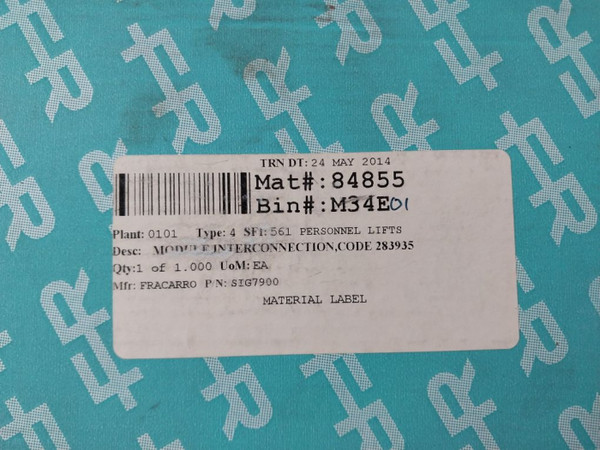 TRN DT: 24 MAY 2014
Mat#:84855
Bin#:M34E01
Plant: 0101 Type: 4 SFI: 561 PERSONNEL LIFTS
Desc: MODULE INTERCONNECTION,CODE 283935
Qty:1 of 1.000 UoM: EA
Mfr: FRACARRO P/N: SIG7900
MATERIAL LABEL